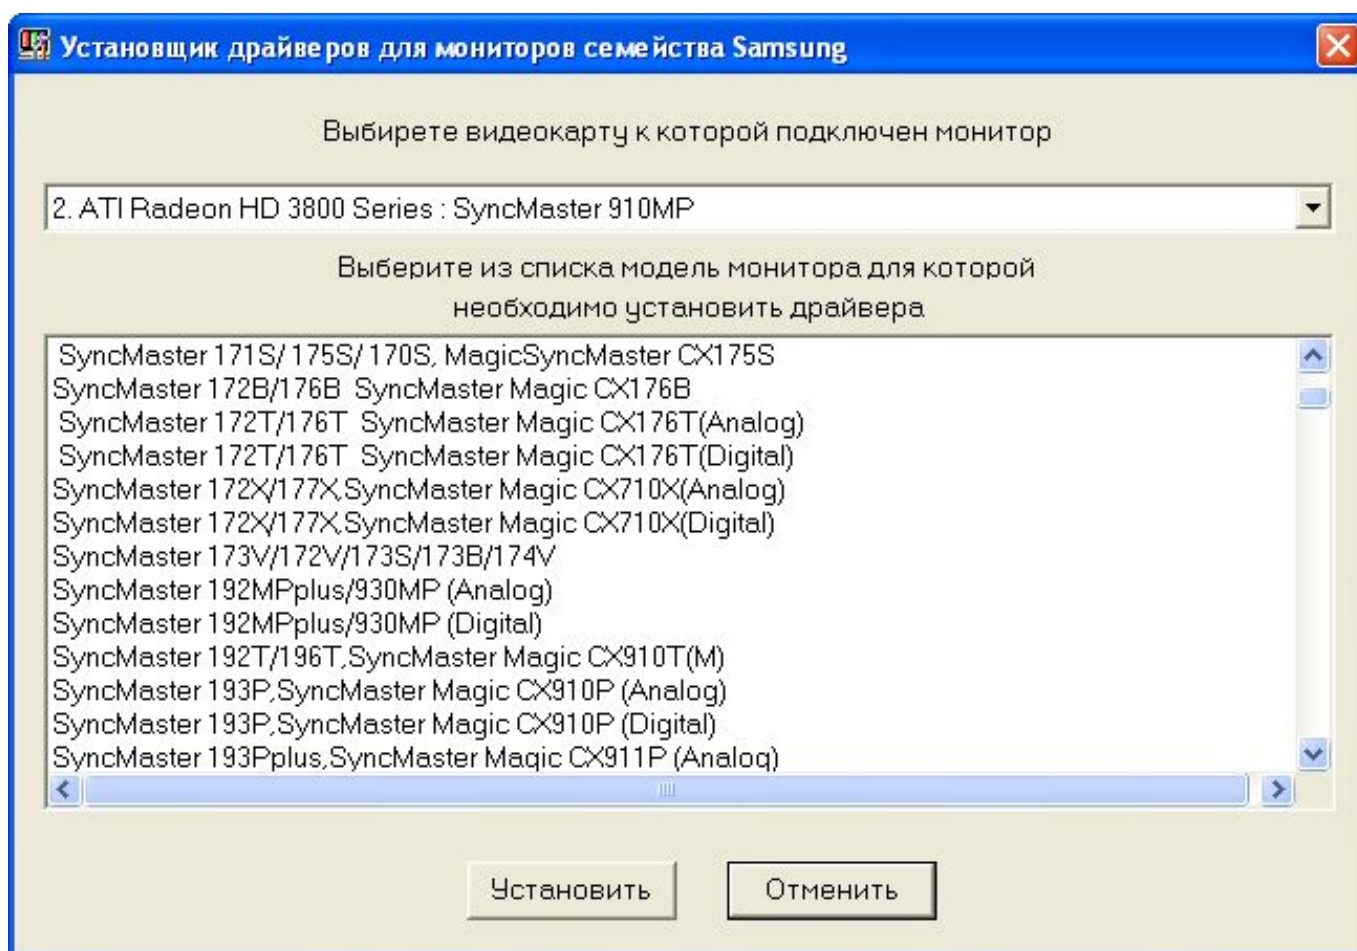 Установщик драйверов для мониторов семейства Samsung
Выбирете видеокарту к которой подключен монитор
2. ATI Radeon HD 3800 Series : SyncMaster 910MP
Выберите из списка модель монитора для которой
необходимо установить драйвера
SyncMaster 171S/ 175S/ 170S, MagicSyncMaster CX175S
SyncMaster 172B/176B  SyncMaster Magic CX176B
SyncMaster 172T/176T  SyncMaster Magic CX176T(Analog)
SyncMaster 172T/176T  SyncMaster Magic CX176T(Digital)
SyncMaster 172X/177X,SyncMaster Magic CX710X(Analog)
SyncMaster 172X/177X,SyncMaster Magic CX710X(Digital)
SyncMaster 173V/172V/173S/173B/174V
SyncMaster 192MPplus/930MP (Analog)
SyncMaster 192MPplus/930MP (Digital)
SyncMaster 192T/196T,SyncMaster Magic CX910T(M)
SyncMaster 193P,SyncMaster Magic CX910P (Analog)
SyncMaster 193P,SyncMaster Magic CX910P (Digital)
SyncMaster 193Pplus,SyncMaster Magic CX911P (Analog)
Установить
Отменить